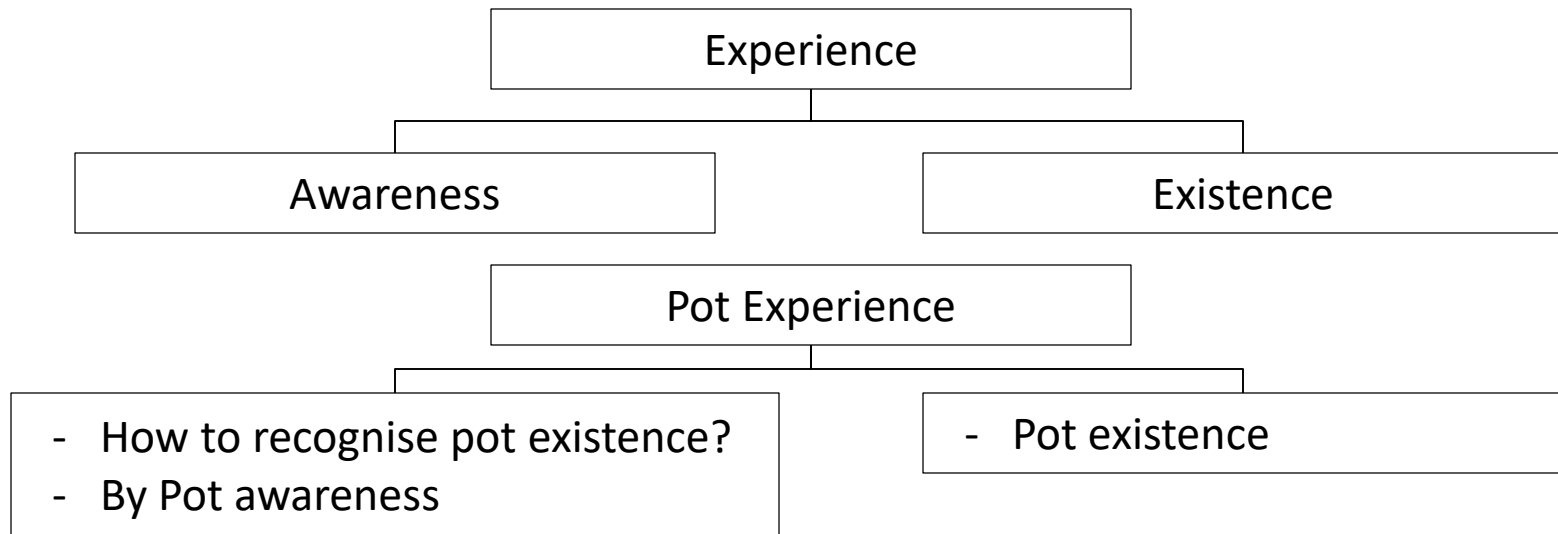 Experience
Awareness
Existence
Pot Experience
- How to recognise pot existence?
- By Pot awareness
- Pot existence